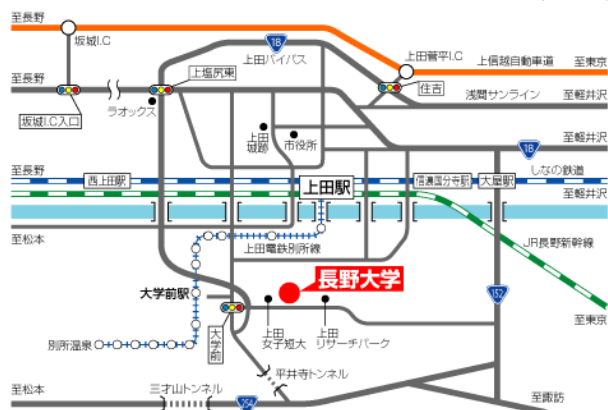 至長野
坂城I.C
18
上田菅平I.C
上田バイパス
上信越自動車道
至東京
至長野
上塩尻東
住吉
浅間サンライン
至軽井沢
坂城I.C入口
ラオックス
上田
城跡
市役所
至軽井沢
18
至長野
しなの鉄道
西上田駅
上田駅
信濃国分寺駅
大屋駅
至軽井沢
至松本
上田電鉄別所線
JR長野新幹線
長野大学
大学前駅
152
至東京
大学前
上田
女子短大
上田
リサーチパーク
別所温泉
平井寺トンネル
至松本
三才山トンネル
254
至諏訪